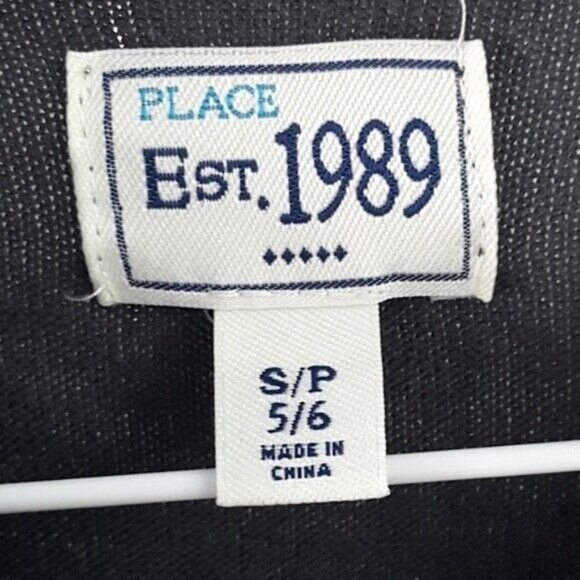 PLACE
EST. 1989
S/P
5/6
MADE IN
CHINA